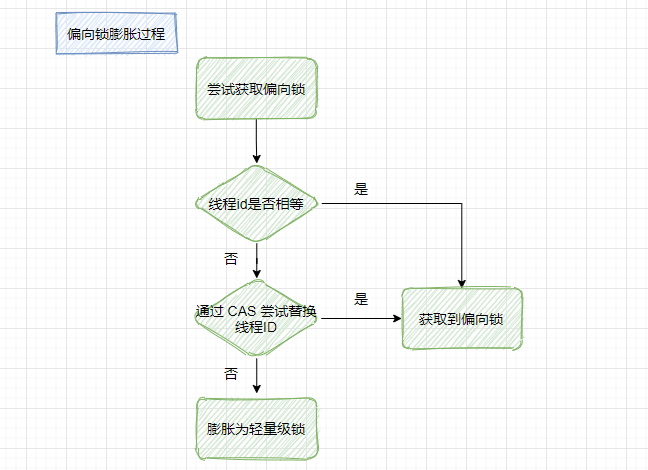 偏向锁膨胀过程
尝试获取偏向锁
线程id是否相等
是
否
通过 CAS 尝试替换
线程ID
是
获取到偏向锁
否
膨胀为轻量级锁